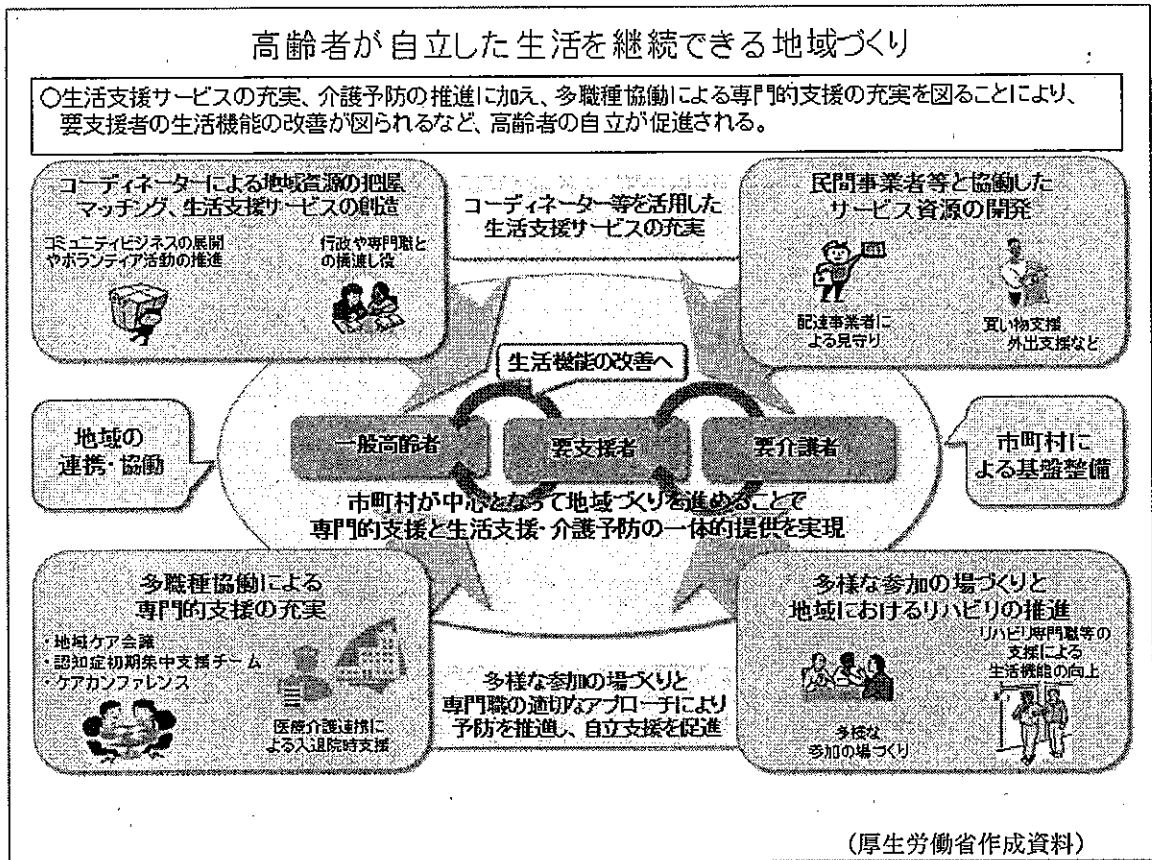 高齢者が自立した生活を継続できる地域づくり
○生活支援サービスの充実、介護予防の推進に加え、多職種協働による専門的支援の充実を図ることにより、
要支援者の生活機能の改善が図られるなど、高齢者の自立が促進される。
コーディネーターによる地域資源の把握、
マッチング、生活支援サービスの創造
コミュニティビジネスの展開
やボランティア活動の推進
行政や専門職と
の橋渡し役
コーディネーター等を活用した
生活支援サービスの充実
民間事業者等と協働した
サービス資源の開発
配達事業者に
よる見守り
買い物支援
外出支援など
生活機能の改善へ
地域の
連携・協働
一般高齢者
要支援者
要介護者
市町村に
よる基盤整備
市町村が中心となって地域づくりを進めることで
専門的支援と生活支援・介護予防の一体的提供を実現
多職種協働による
専門的支援の充実
・地域ケア会議
・認知症初期集中支援チーム
・ケアカンファレンス
医療介護連携に
よる入退院時支援
多様な参加の場づくりと
専門職の適切なアプローチにより
予防を推進し、自立支援を促進
多様な参加の場づくりと
地域におけるリハビリの推進
リハビリ専門職等の
支援による
生活機能の向上
多様な
参加の場づくり
(厚生労働省作成資料)